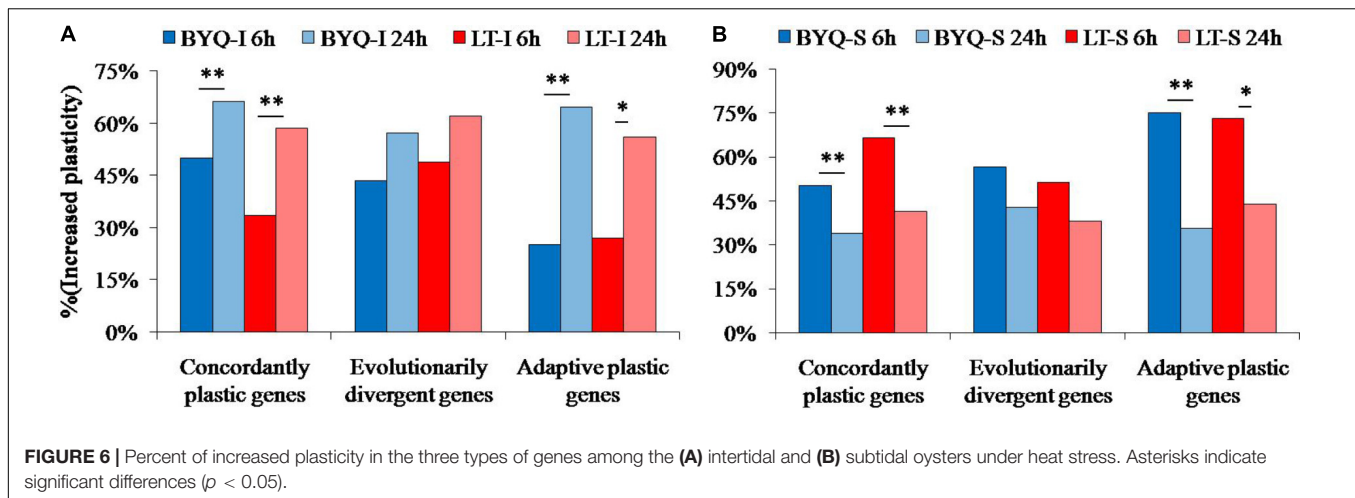 A
BYQ-I 6h BYQ-I 24h LT-I 6h LT-I 24h
%(Increased plasticity)
75%
60%
45%
30%
15%
0%
** ** ** *
Concordantly
plastic genes
Evolutionarily
divergent genes
Adaptive plastic
genes
B
BYQ-S 6h BYQ-S 24h LT-S 6h LT-S 24h
90%
75%
60%
45%
30%
15%
0%
** ** ** *
Concordantly
plastic genes
Evolutionarily
divergent genes
Adaptive plastic
genes
FIGURE 6 | Percent of increased plasticity in the three types of genes among the (A) intertidal and (B) subtidal oysters under heat stress. Asterisks indicate
significant differences (p < 0.05).